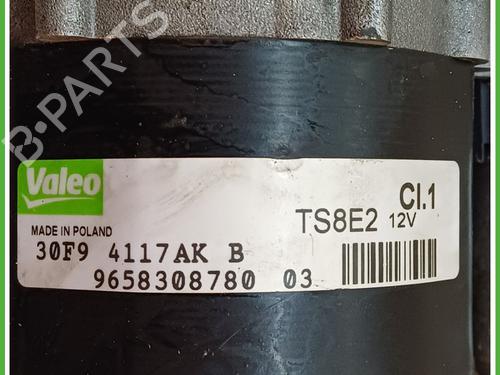 B-PARTS
Valeo
MADE IN POLAND
Cl.1
TS8E2 12V
30F9 4117AK B
9658308780 03